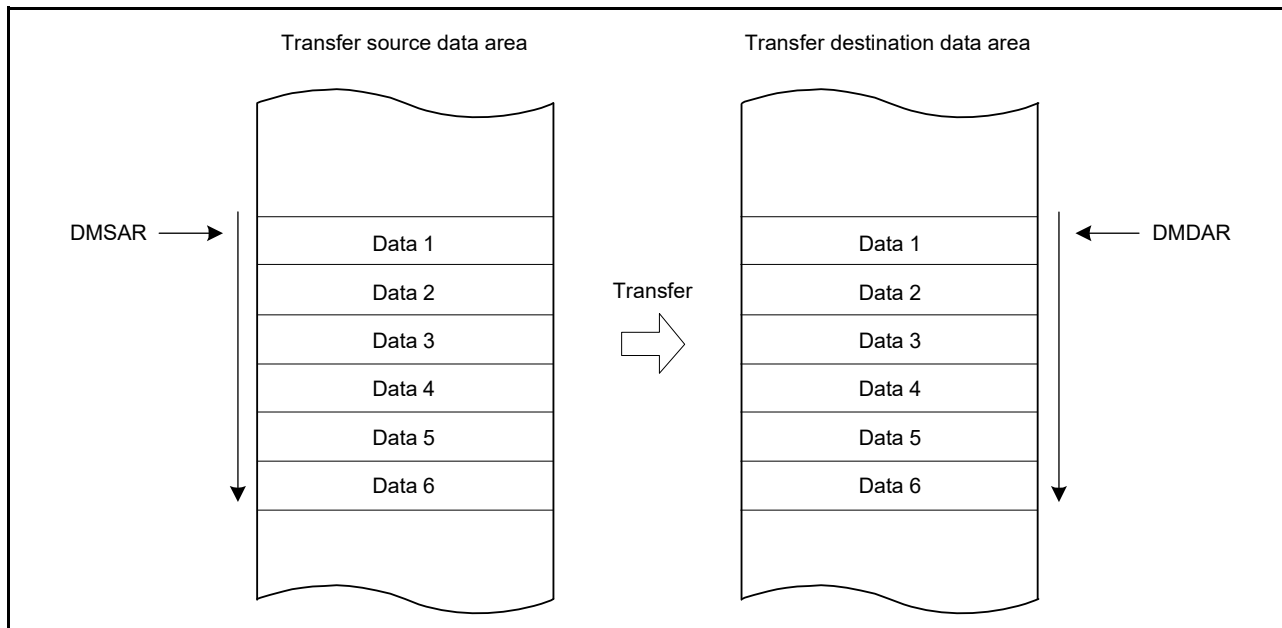 Transfer source data area
Transfer destination data area
DMSAR
Data 1
Data 2
Data 3
Data 4
Data 5
Data 6
Transfer
Data 1
Data 2
Data 3
Data 4
Data 5
Data 6
DMDAR